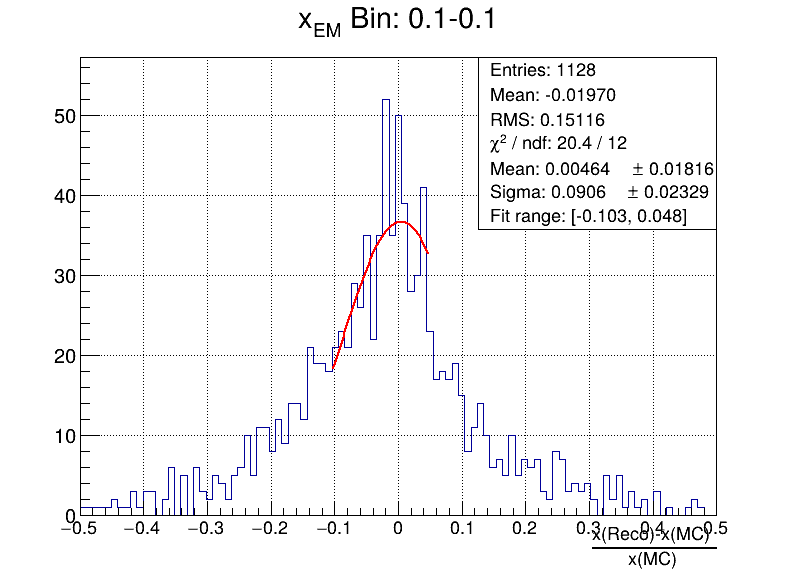 x_EM Bin: 0.1-0.1
Entries: 1128
Mean: -0.01970
RMS: 0.15116
χ² / ndf: 20.4 / 12
Mean: 0.00464 ± 0.01816
Sigma: 0.0906 ± 0.02329
Fit range: [-0.103, 0.048]
50
40
30
20
10
0
−0.5 −0.4 −0.3 −0.2 −0.1 0 0.1 0.2 0.3 0.4 0.5
x(Reco)-x(MC)
x(MC)